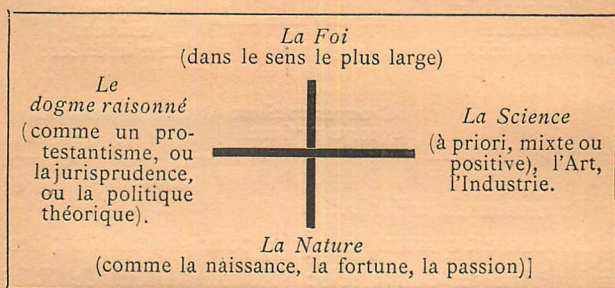 La Foi
(dans le sens le plus large)
Le
dogme raisonné
(comme un pro-
testantisme, ou
la jurisprudence,
ou la politique
théorique).
La Science
(à priori, mixte ou
positive), l'Art,
l'Industrie.
La Nature
(comme la naissance, la fortune, la passion)]